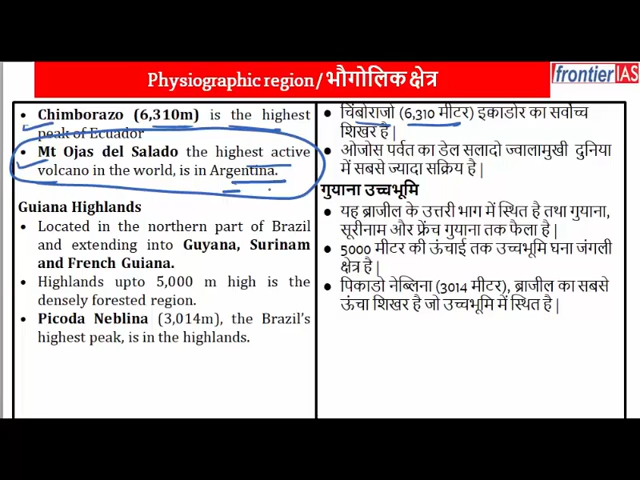 Physiographic region / भौगोलिक क्षेत्र
frontier IAS
• Chimborazo (6,310m) is the highest
peak of Ecuador
• Mt Ojas del Salado the highest active
volcano in the world, is in Argentina.
Guiana Highlands
• Located in the northern part of Brazil
and extending into Guyana, Surinam
and French Guiana.
• Highlands upto 5,000 m high is the
densely forested region.
• Picoda Neblina (3,014m), the Brazil's
highest peak, is in the highlands.
• चिंबोराजो (6,310 मीटर) इकाडोर का सर्वोच्च
शिखर है|
• ओजोस पर्वत का डेल सलादो ज्वालामुखी दुनिया
में सबसे ज्यादा सक्रिय है|
गुयाना उच्चभूमि
• यह ब्राजील के उत्तरी भाग में स्थित है तथा गुयाना,
सूरीनाम और फ्रेंच गुयाना तक फैला है|
• 5000 मीटर की ऊंचाई तक उच्चभूमि घना जंगली
क्षेत्र है|
• पिकाडो नेब्लिना (3014 मीटर), ब्राजील का सबसे
ऊंचा शिखर है जो उच्चभूमि में स्थित है|